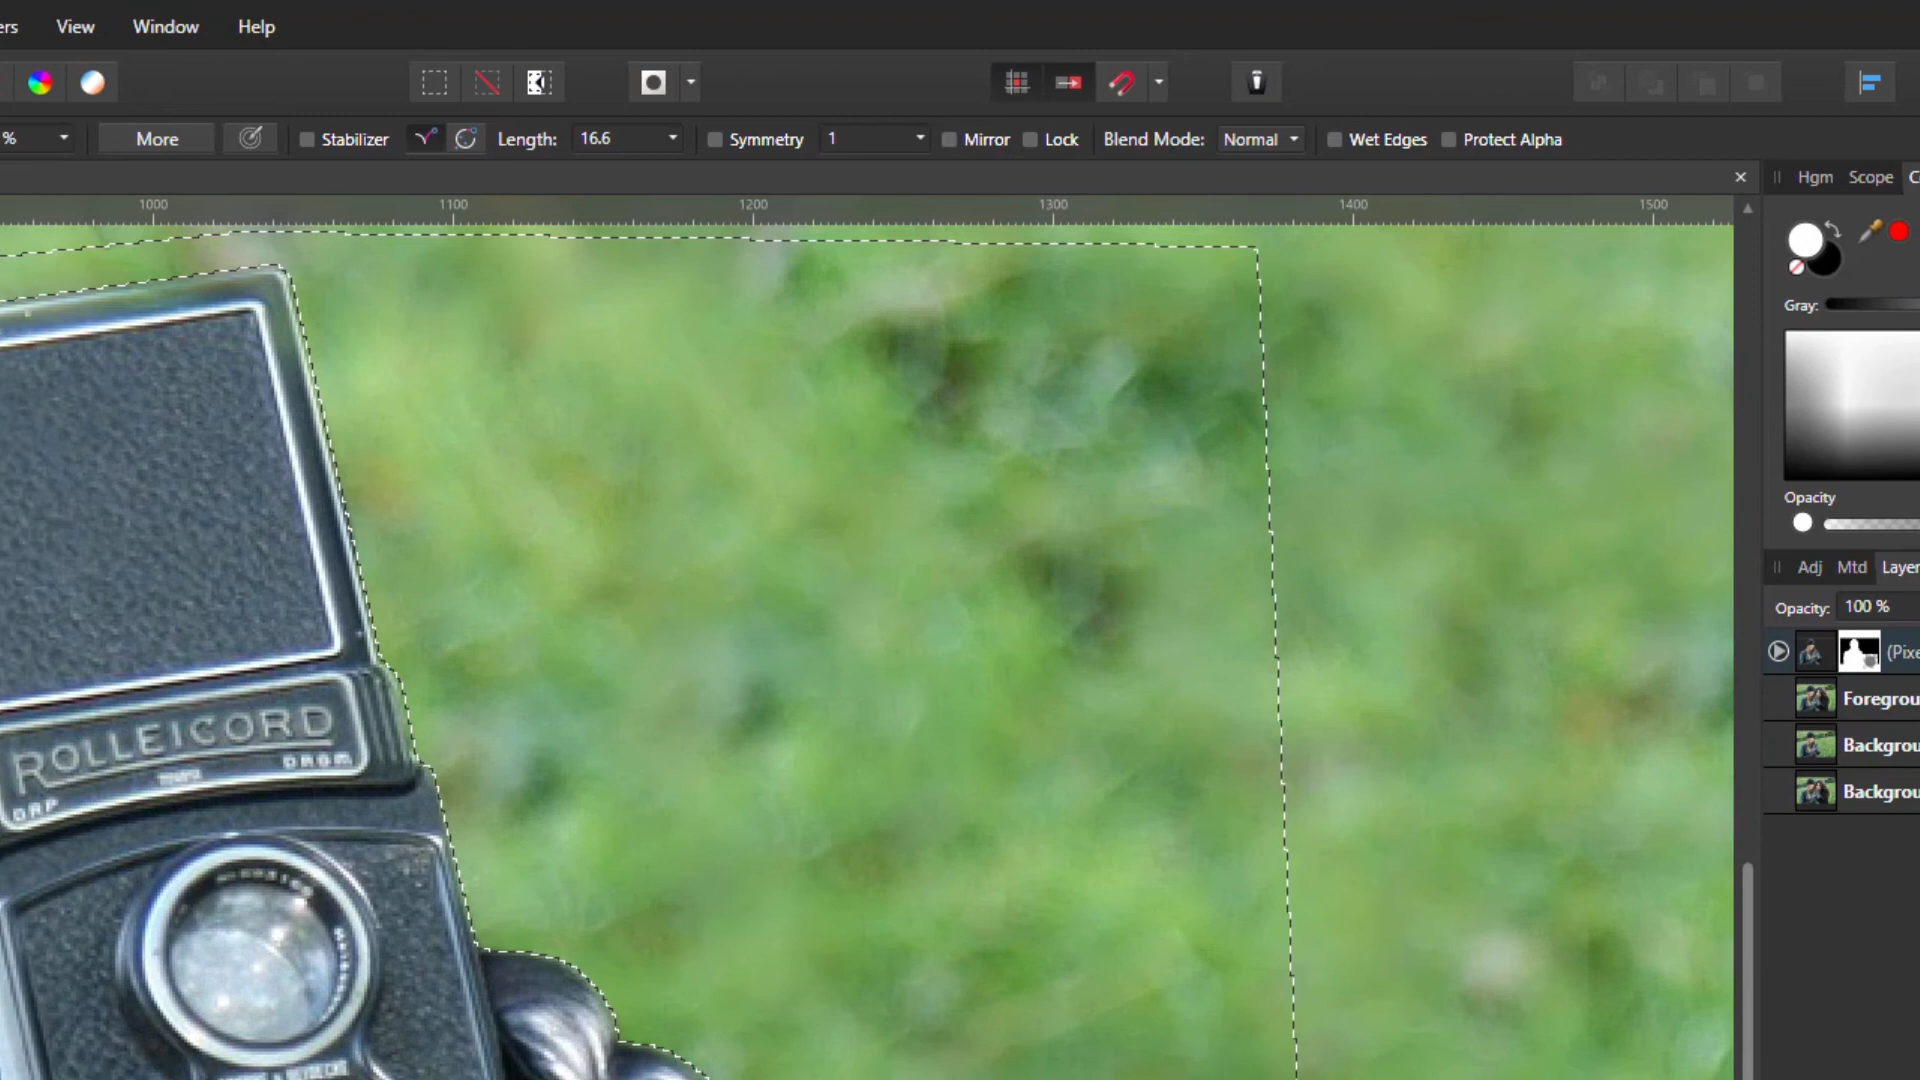 ers View Window Help
% More Stabilizer Length: 16.6 Symmetry 1 Mirror Lock Blend Mode: Normal Wet Edges Protect Alpha
Hgm Scope C
1000 1100 1200 1300 1400 1500
Gray:
Opacity
Adj Mtd Layer
Opacity: 100 %
(Pixe
Foregrou
Backgrou
Backgrou
ROLLEICORD
DRP DRGM